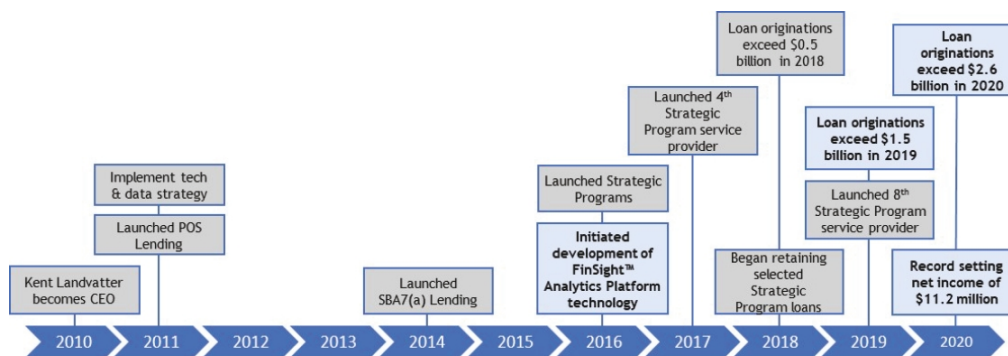 Kent Landvatter
becomes CEO
Implement tech
& data strategy
Launched POS
Lending
Launched
SBA7(a) Lending
Launched Strategic
Programs
Initiated
development of
FinSight™
Analytics Platform
technology
Launched 4th
Strategic
Program service
provider
Loan originations
exceed $0.5
billion in 2018
Began retaining
selected
Strategic
Program loans
Loan originations
exceed $1.5
billion in 2019
Launched 8th
Strategic Program
service provider
Loan
originations
exceed $2.6
billion in 2020
Record setting
net income of
$11.2 million
2010
2011
2012
2013
2014
2015
2016
2017
2018
2019
2020